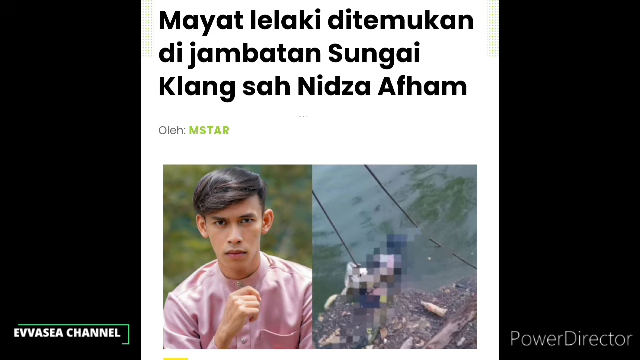 Mayat lelaki ditemukan
di jambatan Sungai
Klang sah Nidza Afham
...
Oleh: MSTAR
EVVASEA CHANNEL
PowerDirector